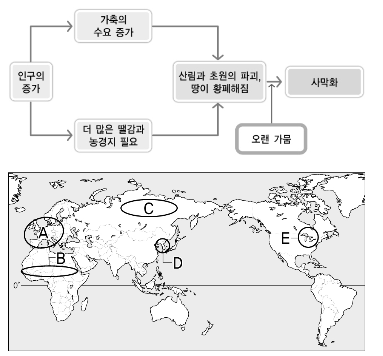 가축의
수요 증가
인구의
증가
산림과 초원의 파괴,
땅이 황폐해짐
사막화
더 많은 땔감과
농경지 필요
오랜 가뭄
C
A
E
B
D
0°